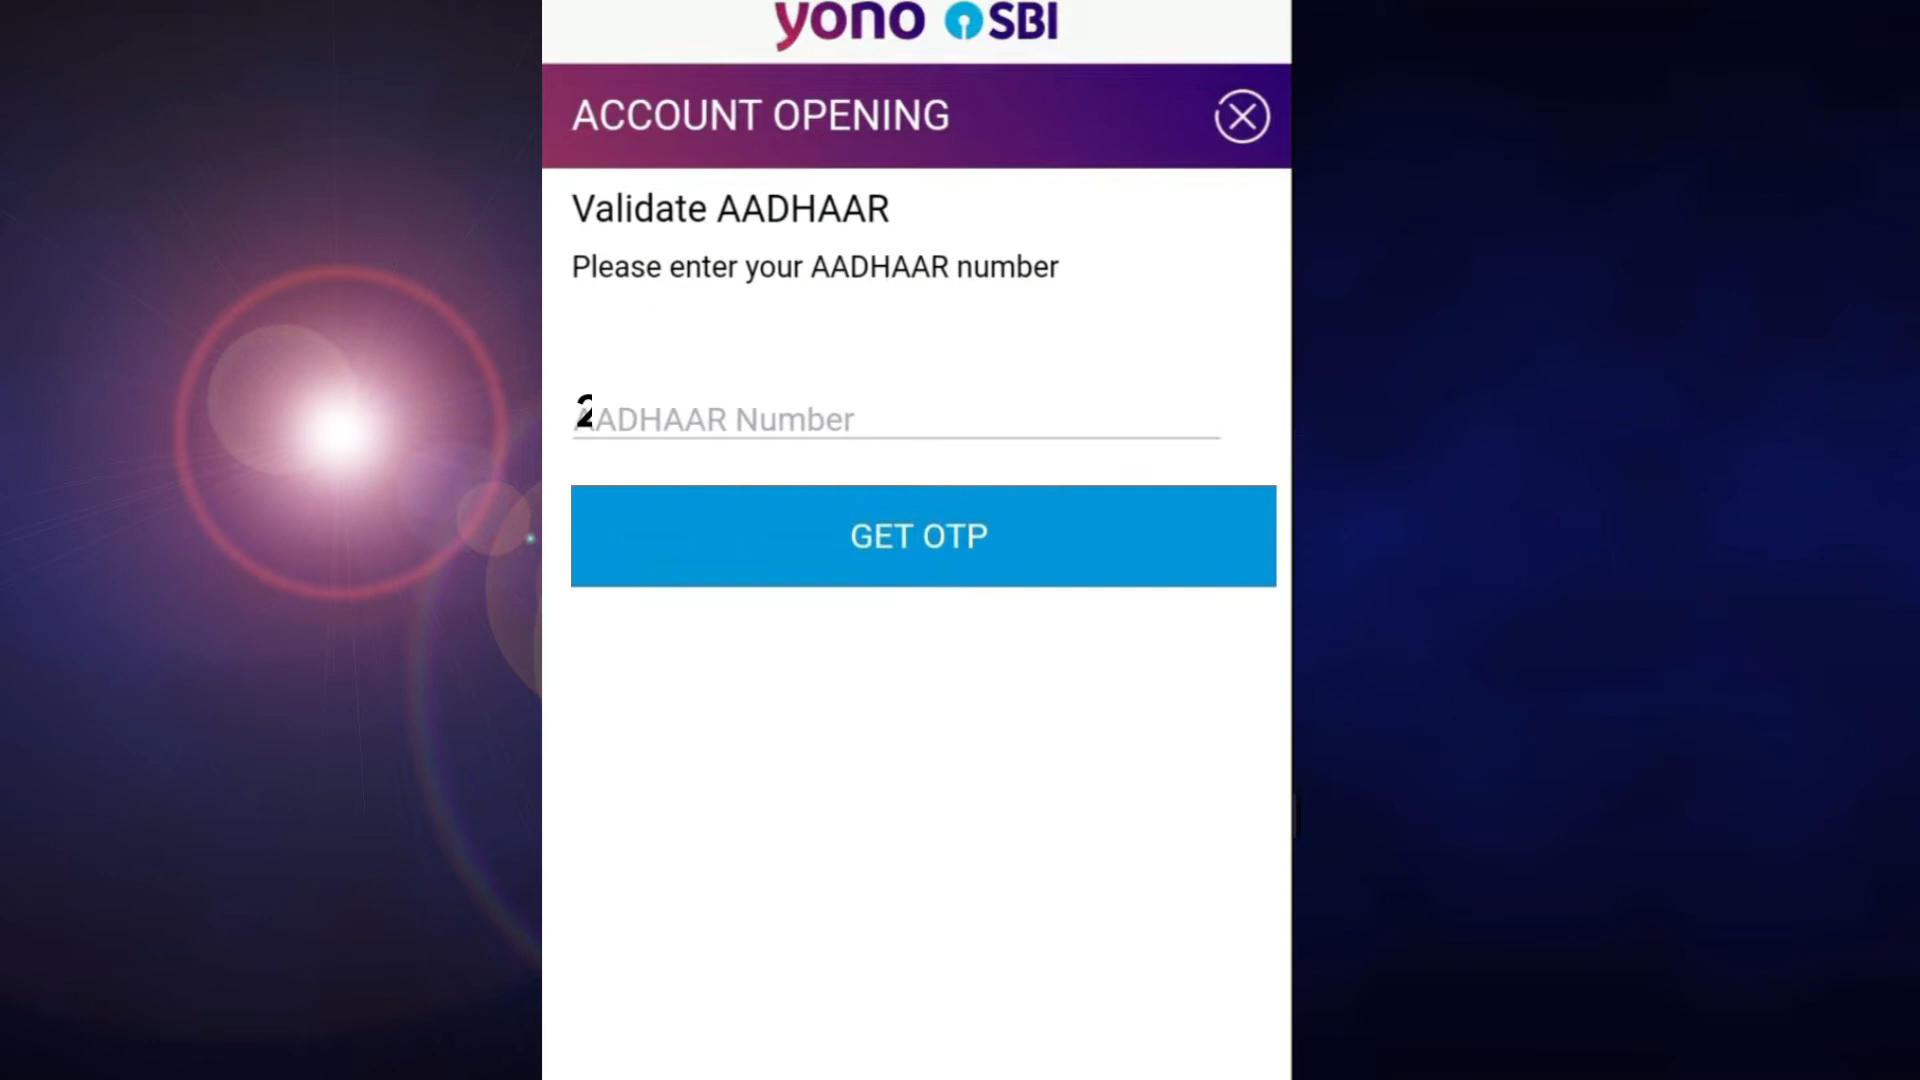 yono SBI
ACCOUNT OPENING
Validate AADHAAR
Please enter your AADHAAR number
2
AADHAAR Number
GET OTP